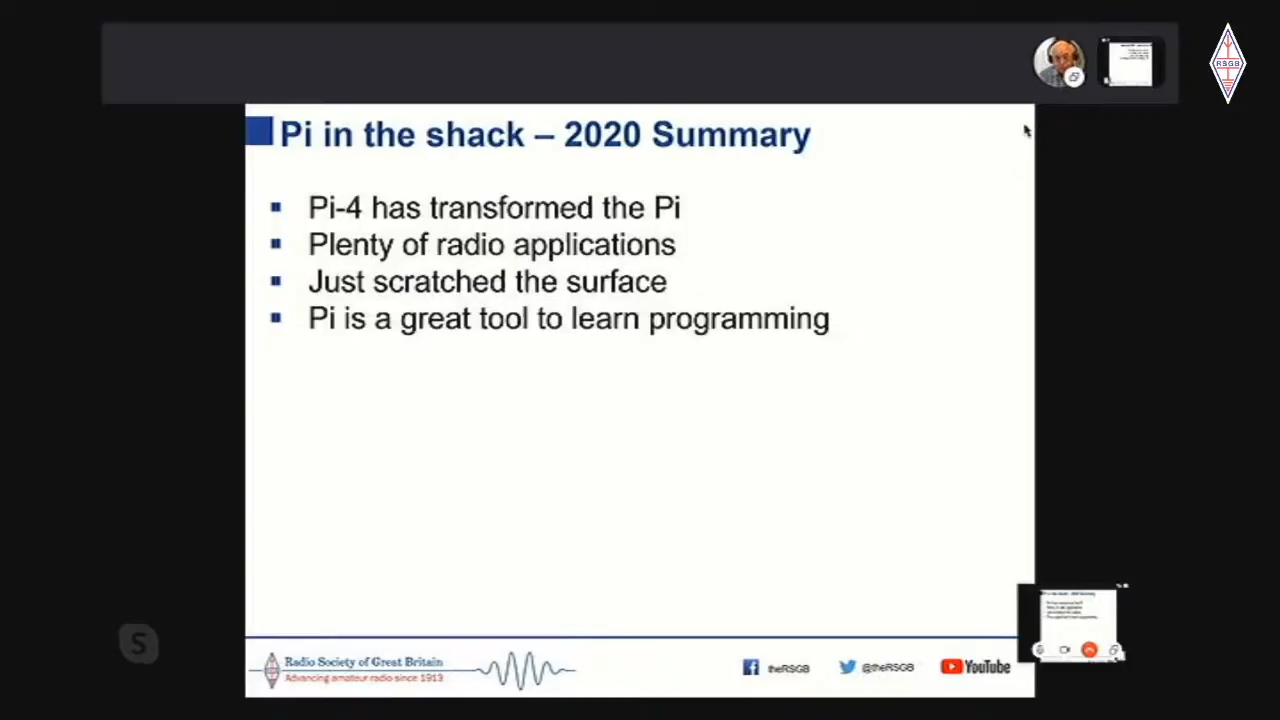 RSGB
Pi in the shack – 2020 Summary
Pi-4 has transformed the Pi
Plenty of radio applications
Just scratched the surface
Pi is a great tool to learn programming
Radio Society of Great Britain
Advancing amateur radio since 1913
theRSGB
@theRSGB
YouTube
S